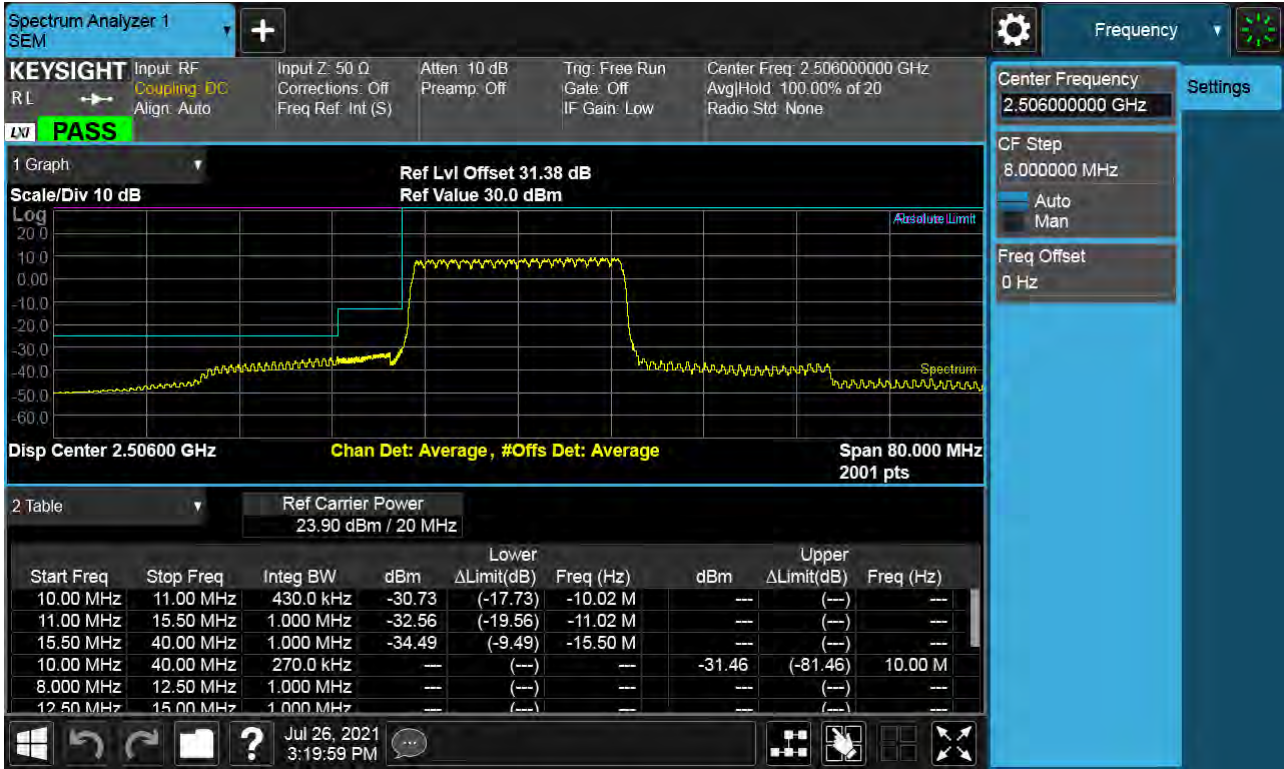 Spectrum Analyzer 1
SEM
Frequency
KEYSIGHT
R L
LXI
PASS
Input: RF
Coupling: DC
Align: Auto
Input Z: 50 Ω
Corrections: Off
Freq Ref: Int (S)
Atten: 10 dB
Preamp: Off
Trig: Free Run
Gate: Off
IF Gain: Low
Center Freq: 2.506000000 GHz
Avg|Hold: 100.00% of 20
Radio Std: None
Center Frequency
2.506000000 GHz
Settings
CF Step
8.000000 MHz
Auto
Man
Freq Offset
0 Hz
1 Graph
Scale/Div 10 dB
Ref Lvl Offset 31.38 dB
Ref Value 30.0 dBm
Log
20.0
10.0
0.00
-10.0
-20.0
-30.0
-40.0
-50.0
-60.0
Limit
Spectrum
Disp Center 2.50600 GHz
Chan Det: Average , #Offs Det: Average
Span 80.000 MHz
2001 pts
2 Table
Ref Carrier Power
23.90 dBm / 20 MHz
Lower Upper
Start Freq Stop Freq Integ BW dBm ΔLimit(dB) Freq (Hz) dBm ΔLimit(dB) Freq (Hz)
10.00 MHz 11.00 MHz 430.0 kHz -30.73 (-17.73) -10.02 M --- (---) ---
11.00 MHz 15.50 MHz 1.000 MHz -32.56 (-19.56) -11.02 M --- (---) ---
15.50 MHz 40.00 MHz 1.000 MHz -34.49 (-9.49) -15.50 M --- (---) ---
10.00 MHz 40.00 MHz 270.0 kHz --- (---) --- -31.46 (-81.46) 10.00 M
8.000 MHz 12.50 MHz 1.000 MHz --- (---) --- --- (---) ---
12.50 MHz 15.00 MHz 1.000 MHz --- (---) --- --- (---) ---
?
Jul 26, 2021
3:19:59 PM